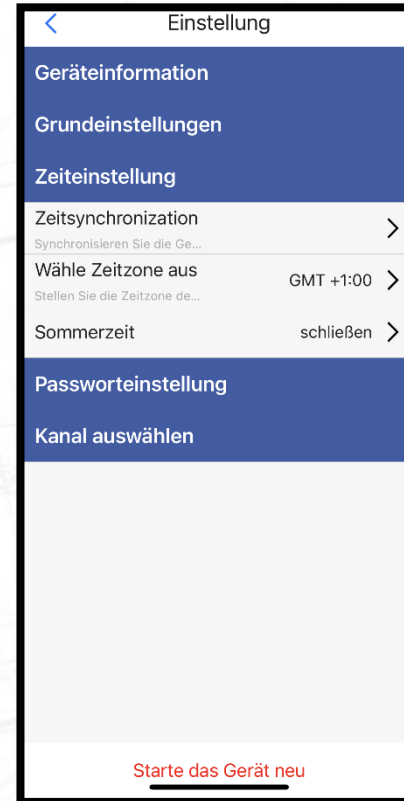 Einstellung
Geräteinformation
Grundeinstellungen
Zeiteinstellung
Zeitsynchronization
Synchronisieren Sie die Ge...
Wähle Zeitzone aus GMT +1:00
Stellen Sie die Zeitzone de...
Sommerzeit schließen
Passworteinstellung
Kanal auswählen
Starte das Gerät neu